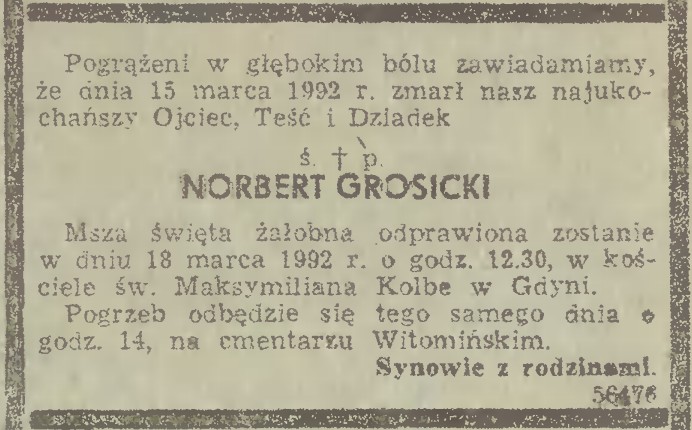 Pogrążeni w głębokim bólu zawiadamiamy,
że dnia 15 marca 1992 r. zmarł nasz najuko-
chańszy Ojciec, Teść i Dziadek
ś. † p.
NORBERT GROSICKI
Msza święta żałobna odprawiona zostanie
w dniu 18 marca 1992 r. o godz. 12.30, w koś-
ciele św. Maksymiliana Kolbe w Gdyni.
Pogrzeb odbędzie się tego samego dnia o
godz. 14, na cmentarzu Witomińskim.
Synowie z rodzinami.
56476